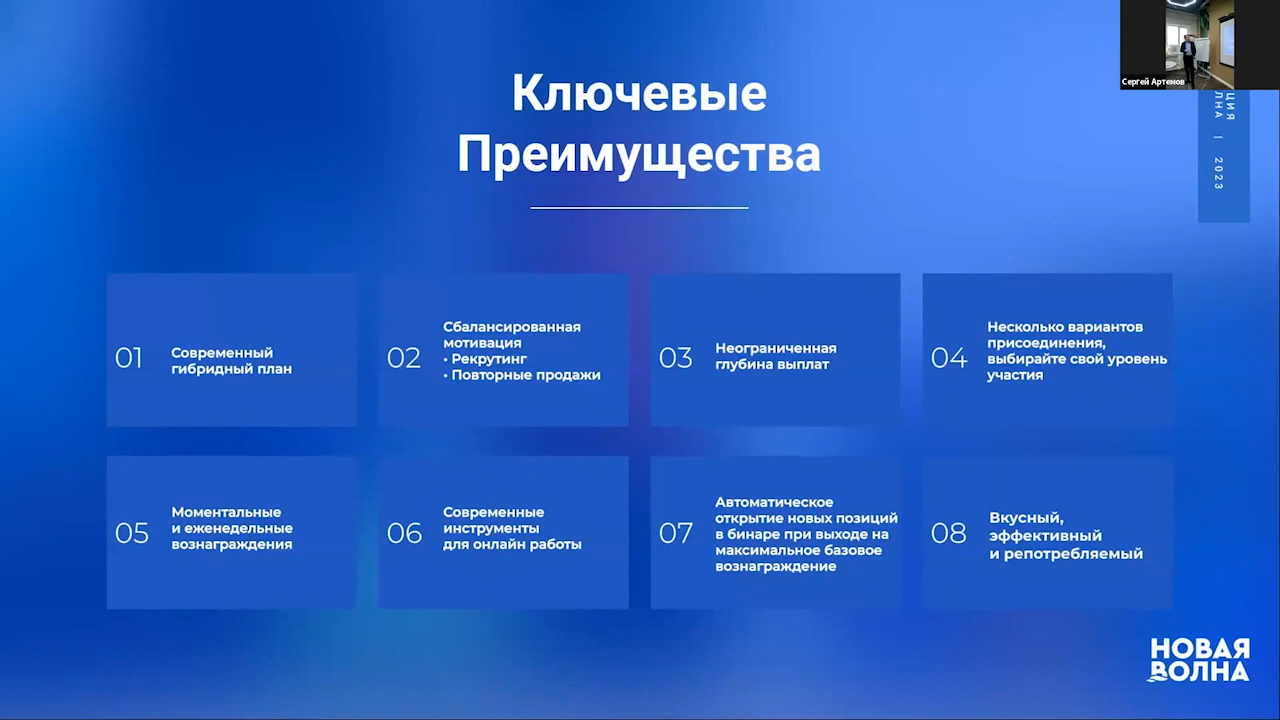 Сергей Артемов
Ключевые
Преимущества
ЦИЯ
ЛНА | 2023
01
Современный
гибридный план
02
Сбалансированная
мотивация
• Рекрутинг
• Повторные продажи
03
Неограниченная
глубина выплат
04
Несколько вариантов
присоединения,
выбирайте свой уровень
участия
05
Моментальные
и еженедельные
вознаграждения
06
Современные
инструменты
для онлайн работы
07
Автоматическое
открытие новых позиций
в бинаре при выходе на
максимальное базовое
вознаграждение
08
Вкусный,
эффективный
и репотребляемый
НОВАЯ
ВОЛНА